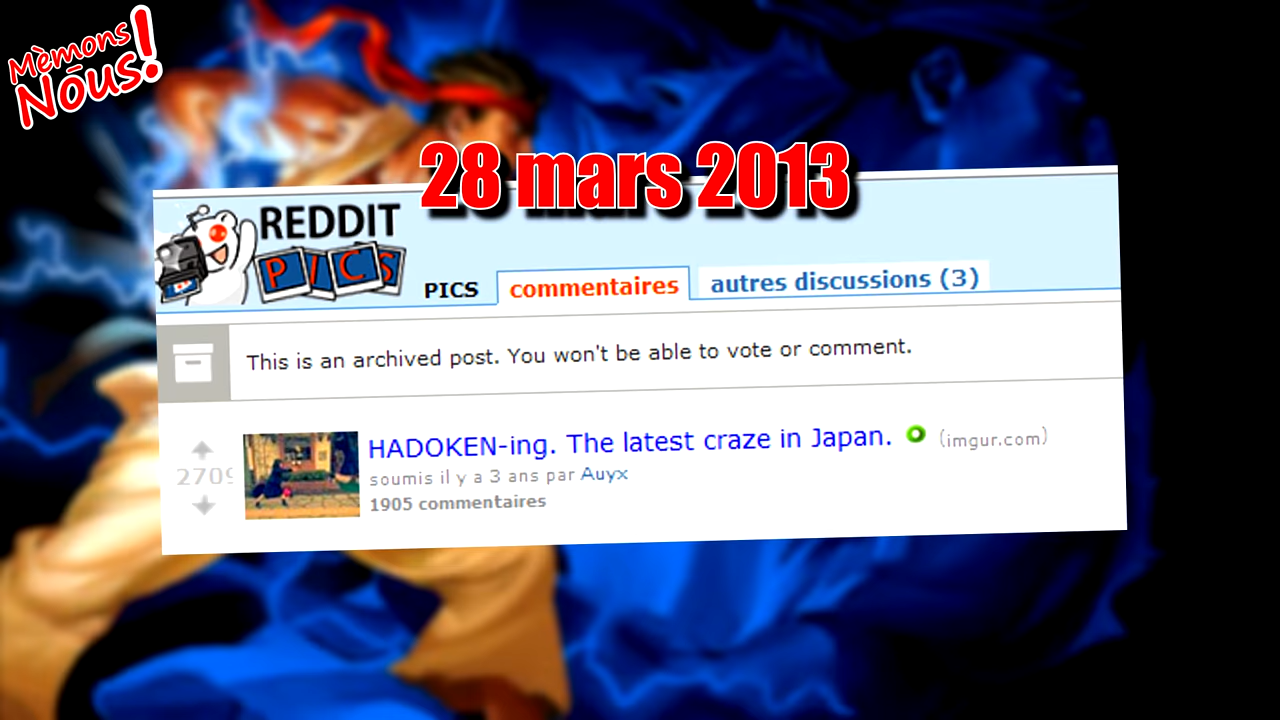 Mèmons
Nōus!
28 mars 2013
REDDIT
PICS
PICS
commentaires
autres discussions (3)
This is an archived post. You won't be able to vote or comment.
HADOKEN-ing. The latest craze in Japan. (imgur.com)
2709
soumis il y a 3 ans par Auyx
1905 commentaires